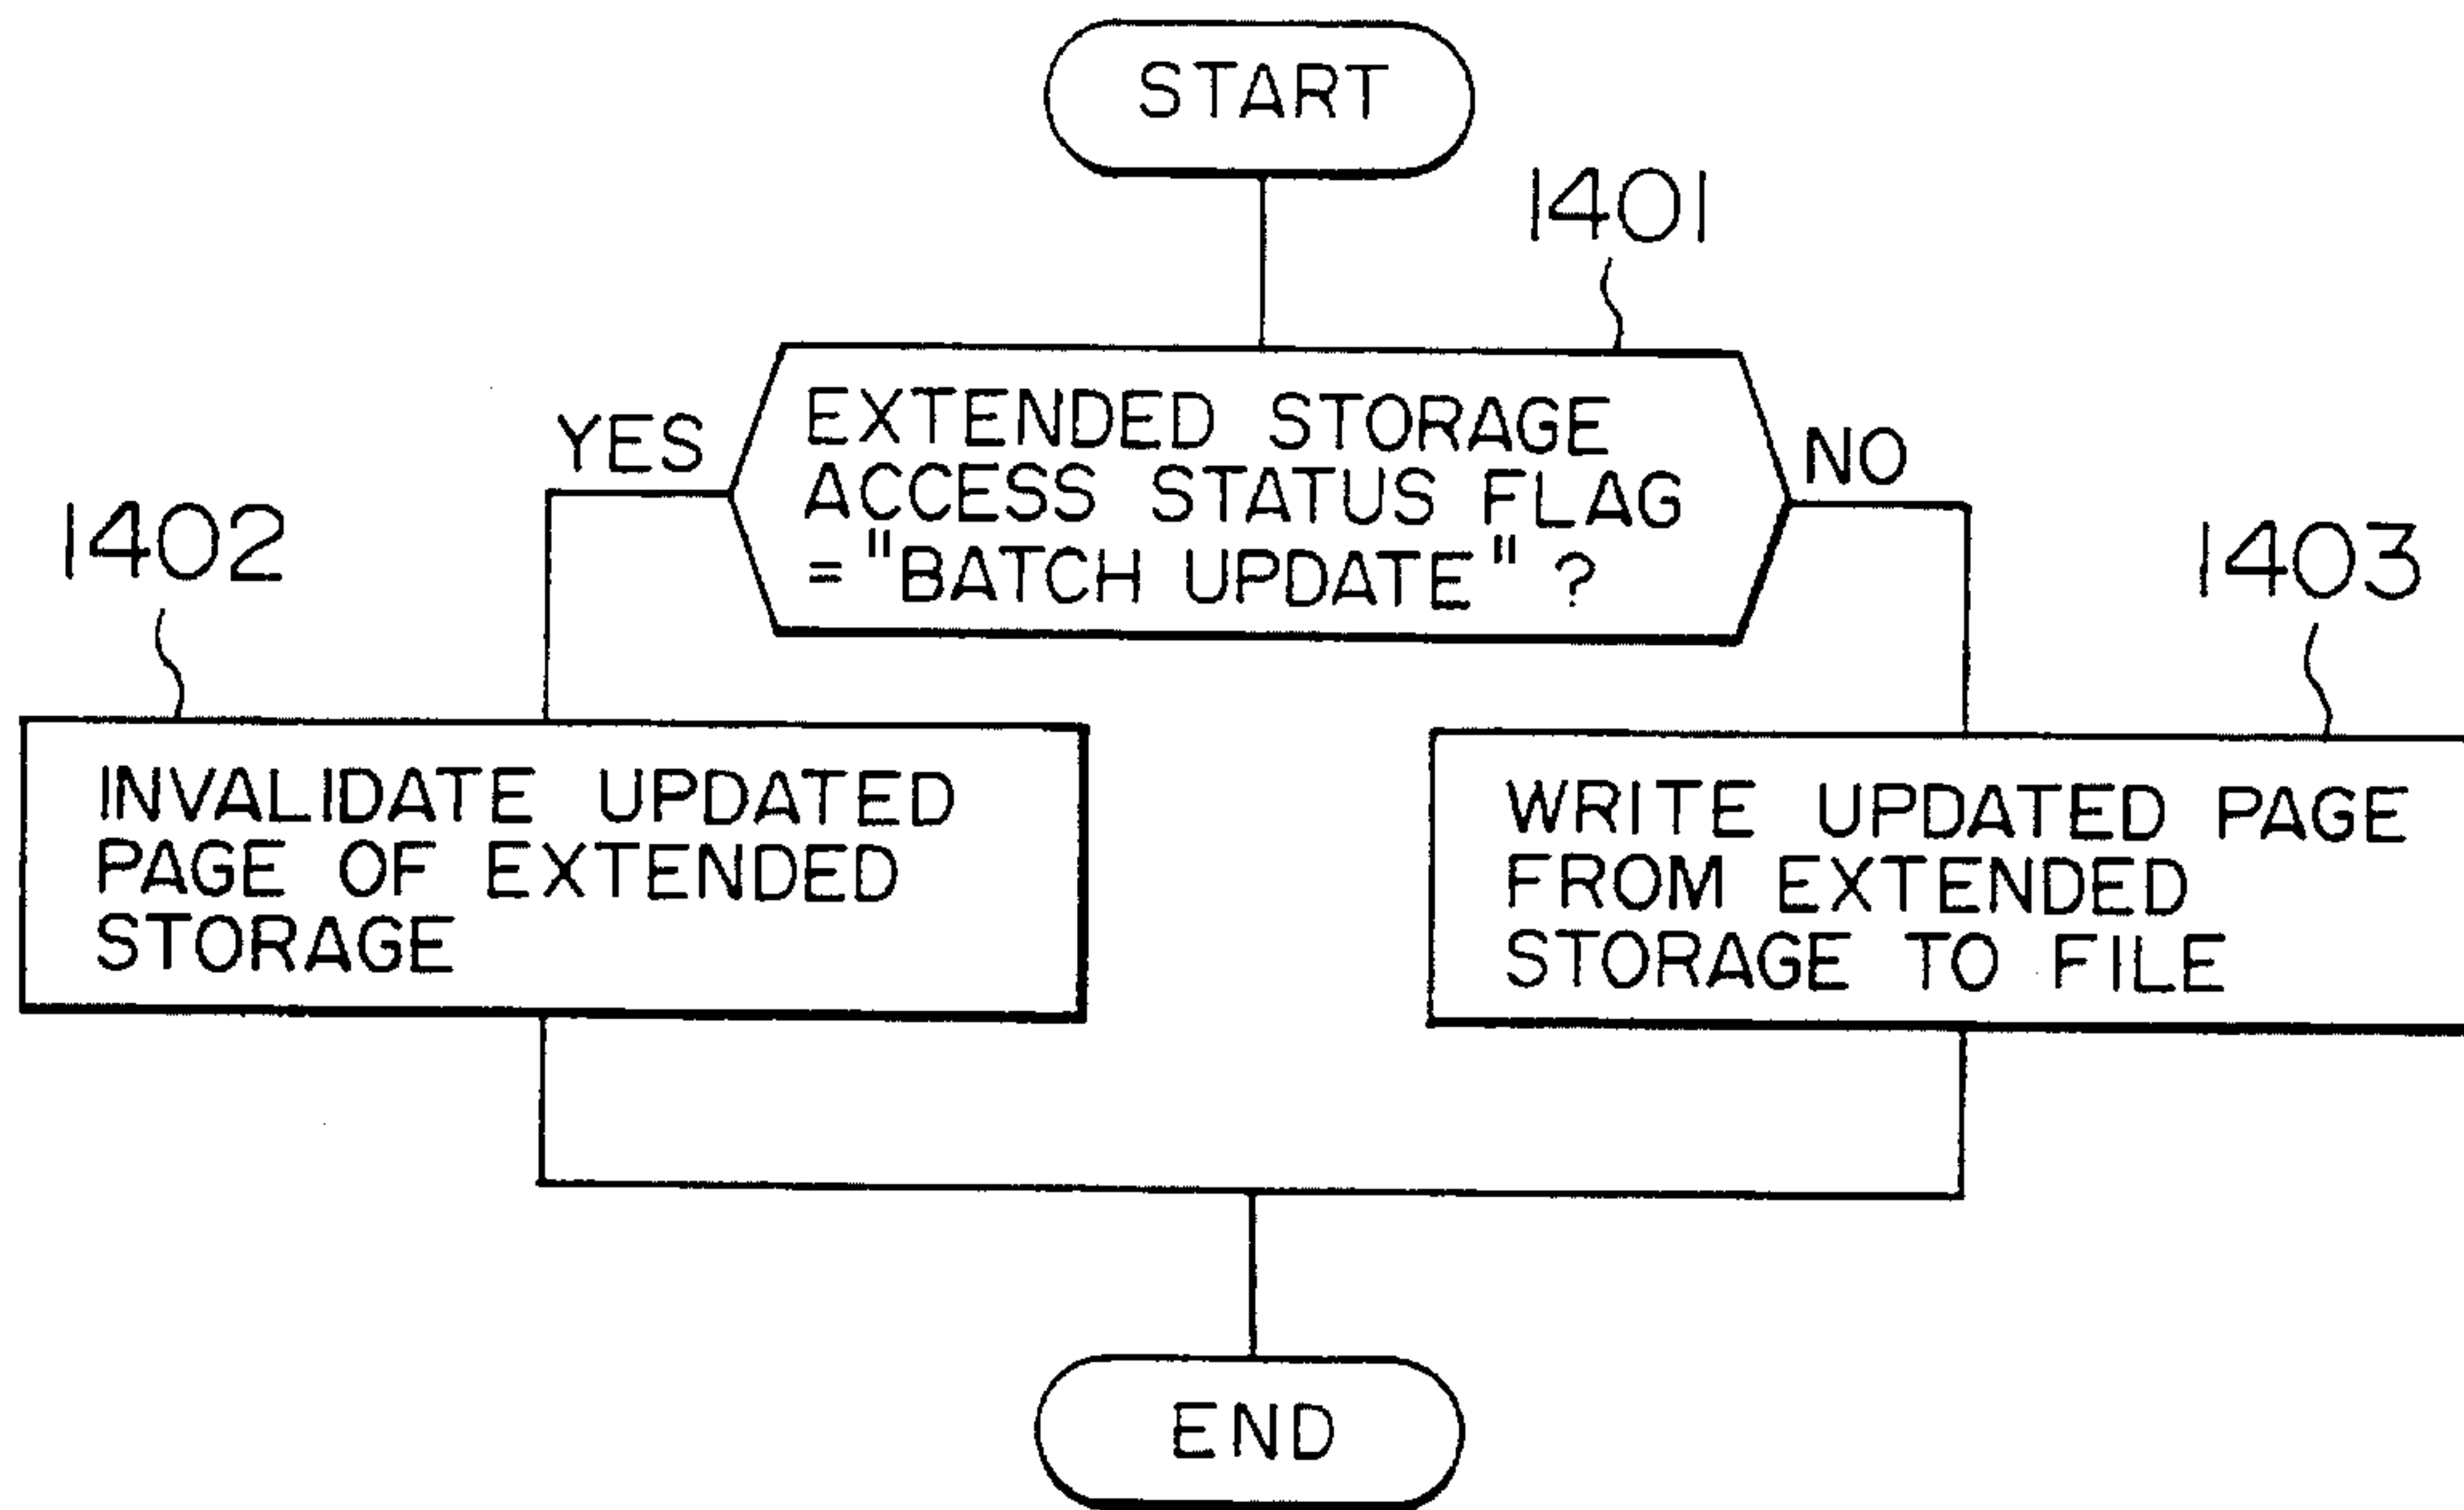 START
1401
EXTENDED STORAGE
ACCESS STATUS FLAG
= "BATCH UPDATE" ?
YES
NO
1402
INVALIDATE UPDATED
PAGE OF EXTENDED
STORAGE
1403
WRITE UPDATED PAGE
FROM EXTENDED
STORAGE TO FILE
END